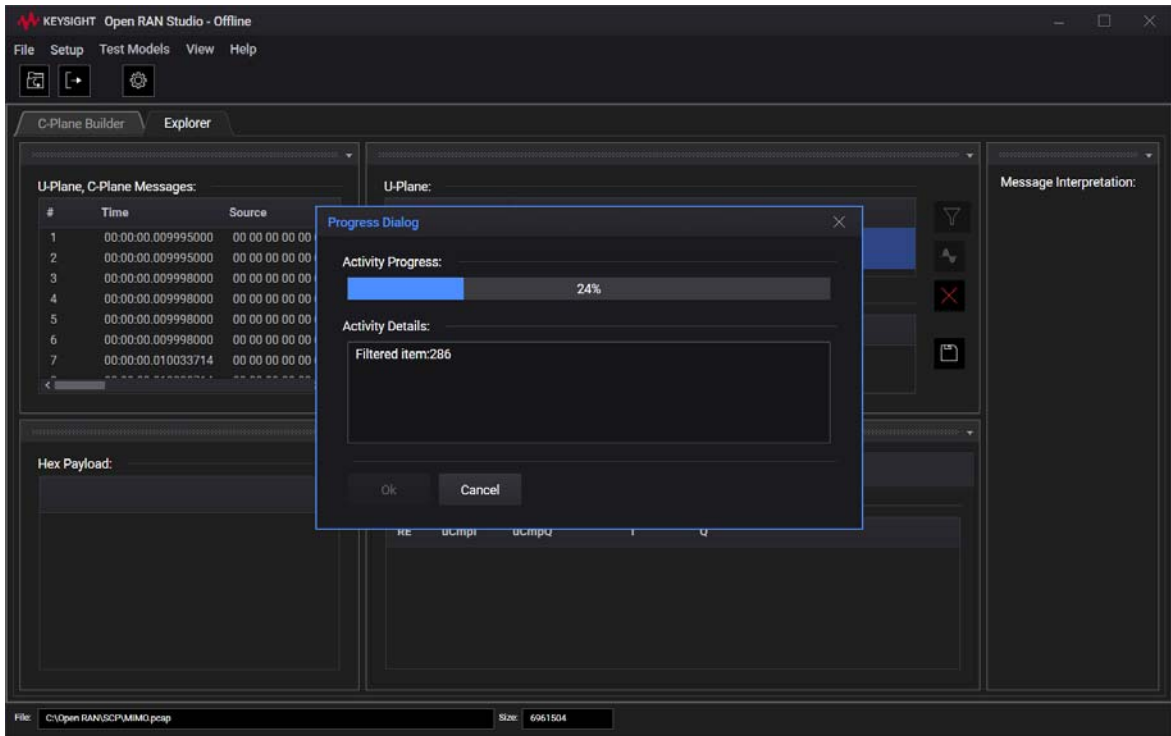 KEYSIGHT Open RAN Studio - Offline
File Setup Test Models View Help
C-Plane Builder Explorer
U-Plane, C-Plane Messages:
# Time Source
1 00:00:00.009995000 00 00 00 00 00
2 00:00:00.009995000 00 00 00 00 00
3 00:00:00.009998000 00 00 00 00 00
4 00:00:00.009998000 00 00 00 00 00
5 00:00:00.009998000 00 00 00 00 00
6 00:00:00.009998000 00 00 00 00 00
7 00:00:00.010033714 00 00 00 00 00
U-Plane:
Message Interpretation:
Progress Dialog
Activity Progress:
24%
Activity Details:
Filtered item:286
Ok Cancel
Hex Payload:
RE uCmpI uCmpQ I Q
File: C:\Open RAN\SCP\MIMO.pcap Size: 6961504